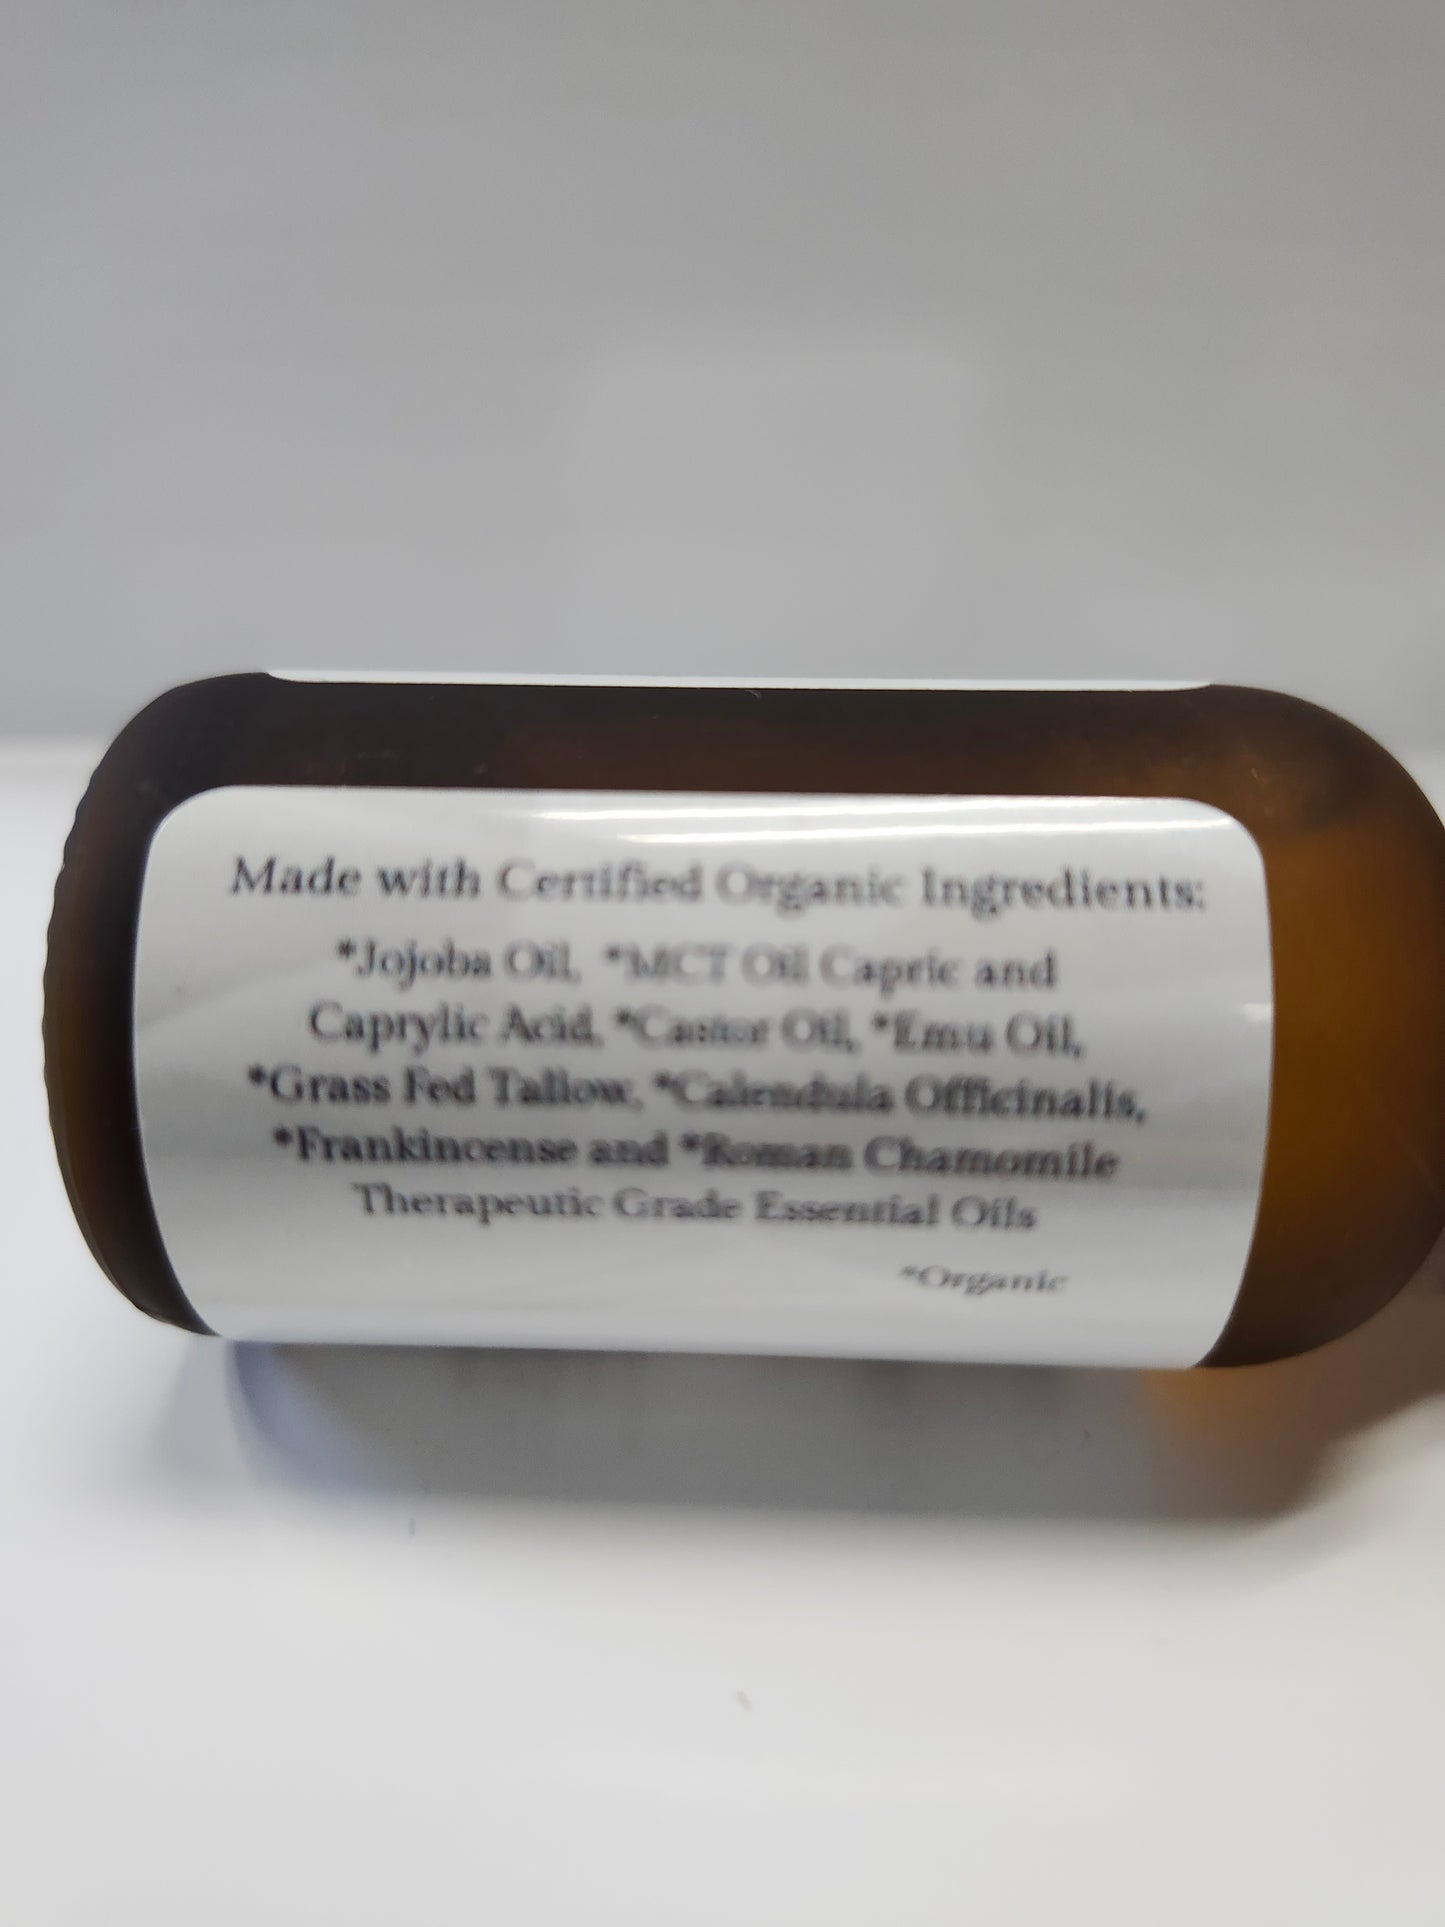 Made with Certified Organic Ingredients:
*Jojoba Oil, *MCT Oil Capric and
Caprylic Acid, *Castor Oil, *Emu Oil,
*Grass Fed Tallow, *Calendula Officinalis,
*Frankincense and *Roman Chamomile
Therapeutic Grade Essential Oils
*Organic